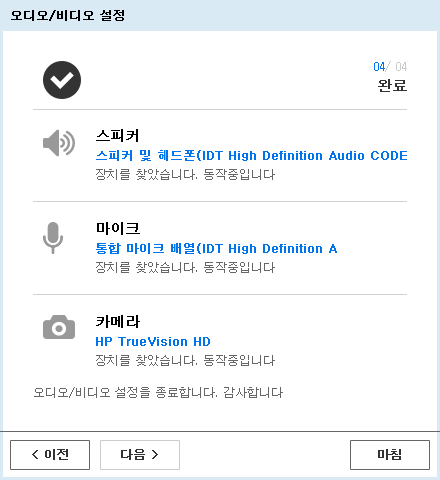 오디오/비디오 설정
04/ 04
완료
스피커
스피커 및 헤드폰(IDT High Definition Audio CODE
장치를 찾았습니다. 동작중입니다
마이크
통합 마이크 배열(IDT High Definition A
장치를 찾았습니다. 동작중입니다
카메라
HP TrueVision HD
장치를 찾았습니다. 동작중입니다
오디오/비디오 설정을 종료합니다. 감사합니다
< 이전 다음 > 마침